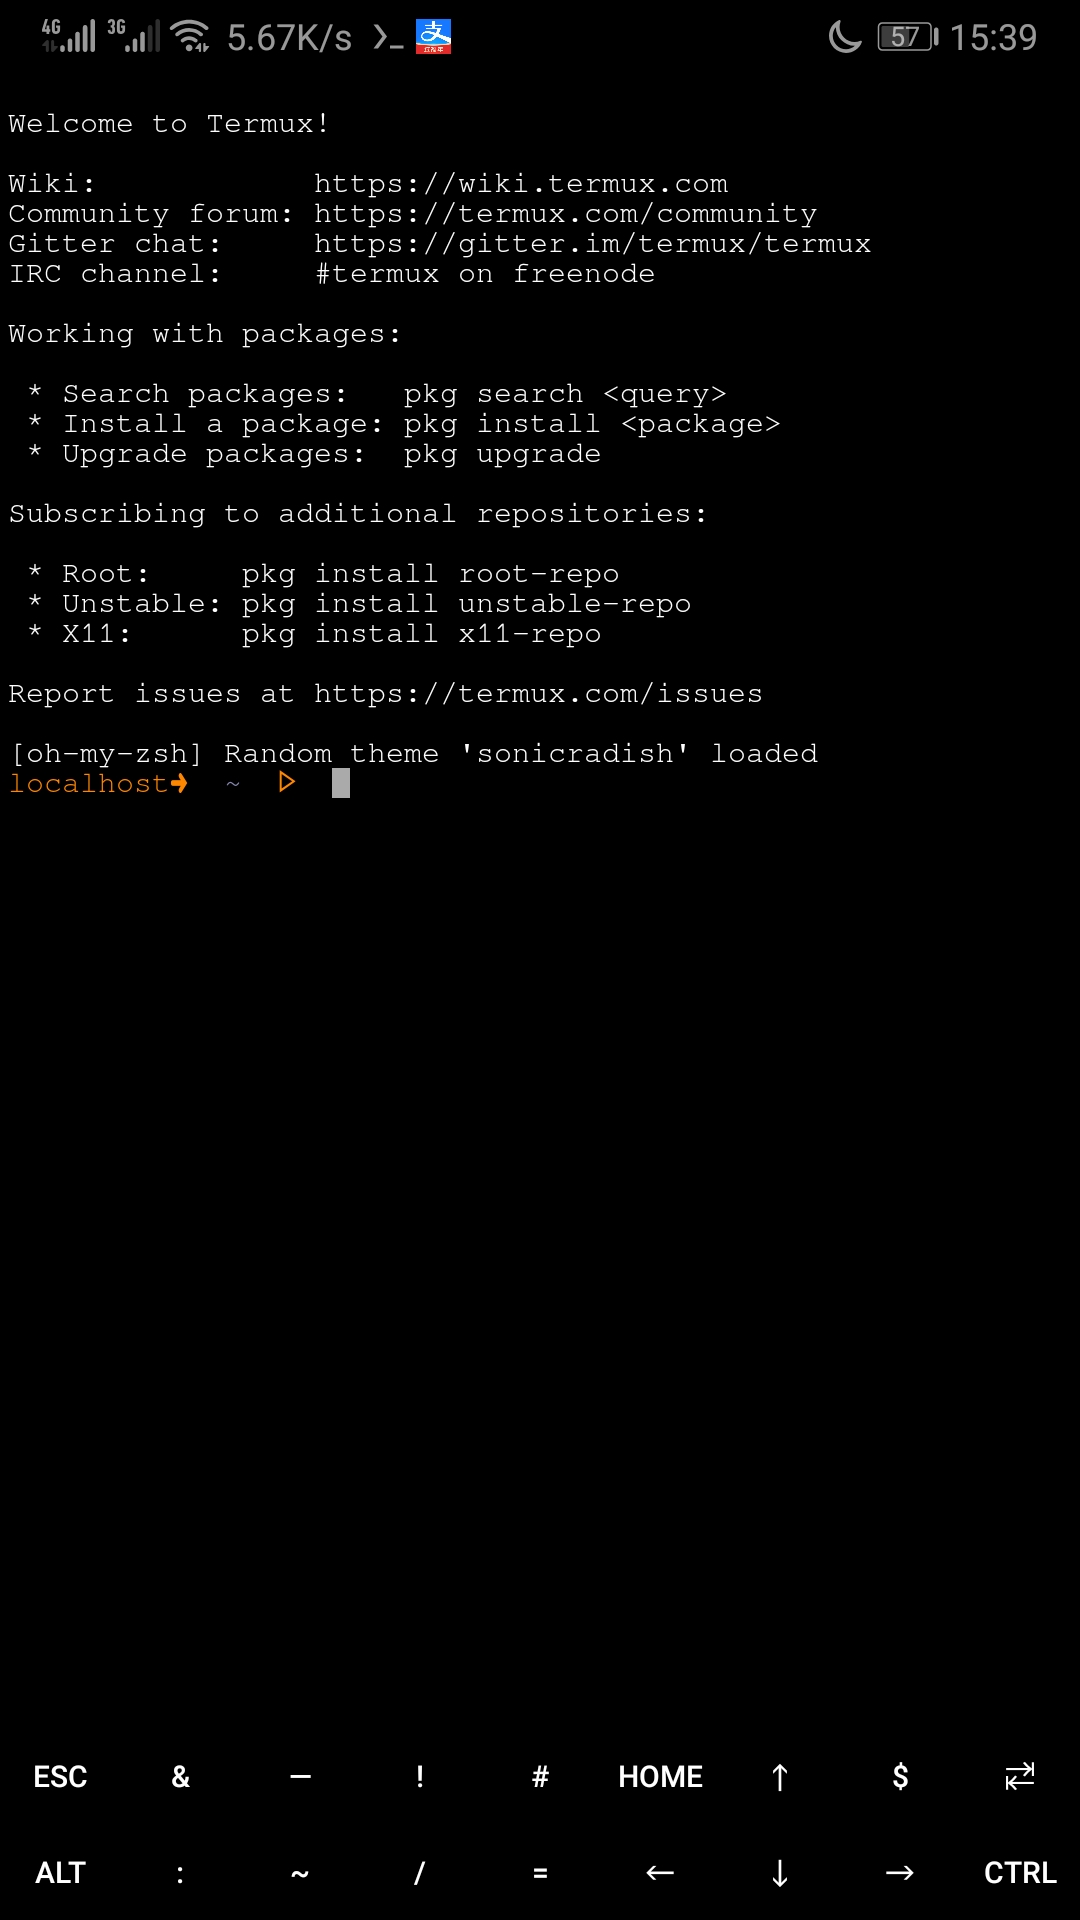 4G 3G 5.67K/s 57 15:39
Welcome to Termux!
Wiki: https://wiki.termux.com
Community forum: https://termux.com/community
Gitter chat: https://gitter.im/termux/termux
IRC channel: #termux on freenode
Working with packages:
* Search packages: pkg search <query>
* Install a package: pkg install <package>
* Upgrade packages: pkg upgrade
Subscribing to additional repositories:
* Root: pkg install root-repo
* Unstable: pkg install unstable-repo
* X11: pkg install x11-repo
Report issues at https://termux.com/issues
[oh-my-zsh] Random theme 'sonicradish' loaded
localhost➜ ~ ▷
ESC & — ! # HOME ↑ $ ⇄
ALT : ~ / = ← ↓ → CTRL